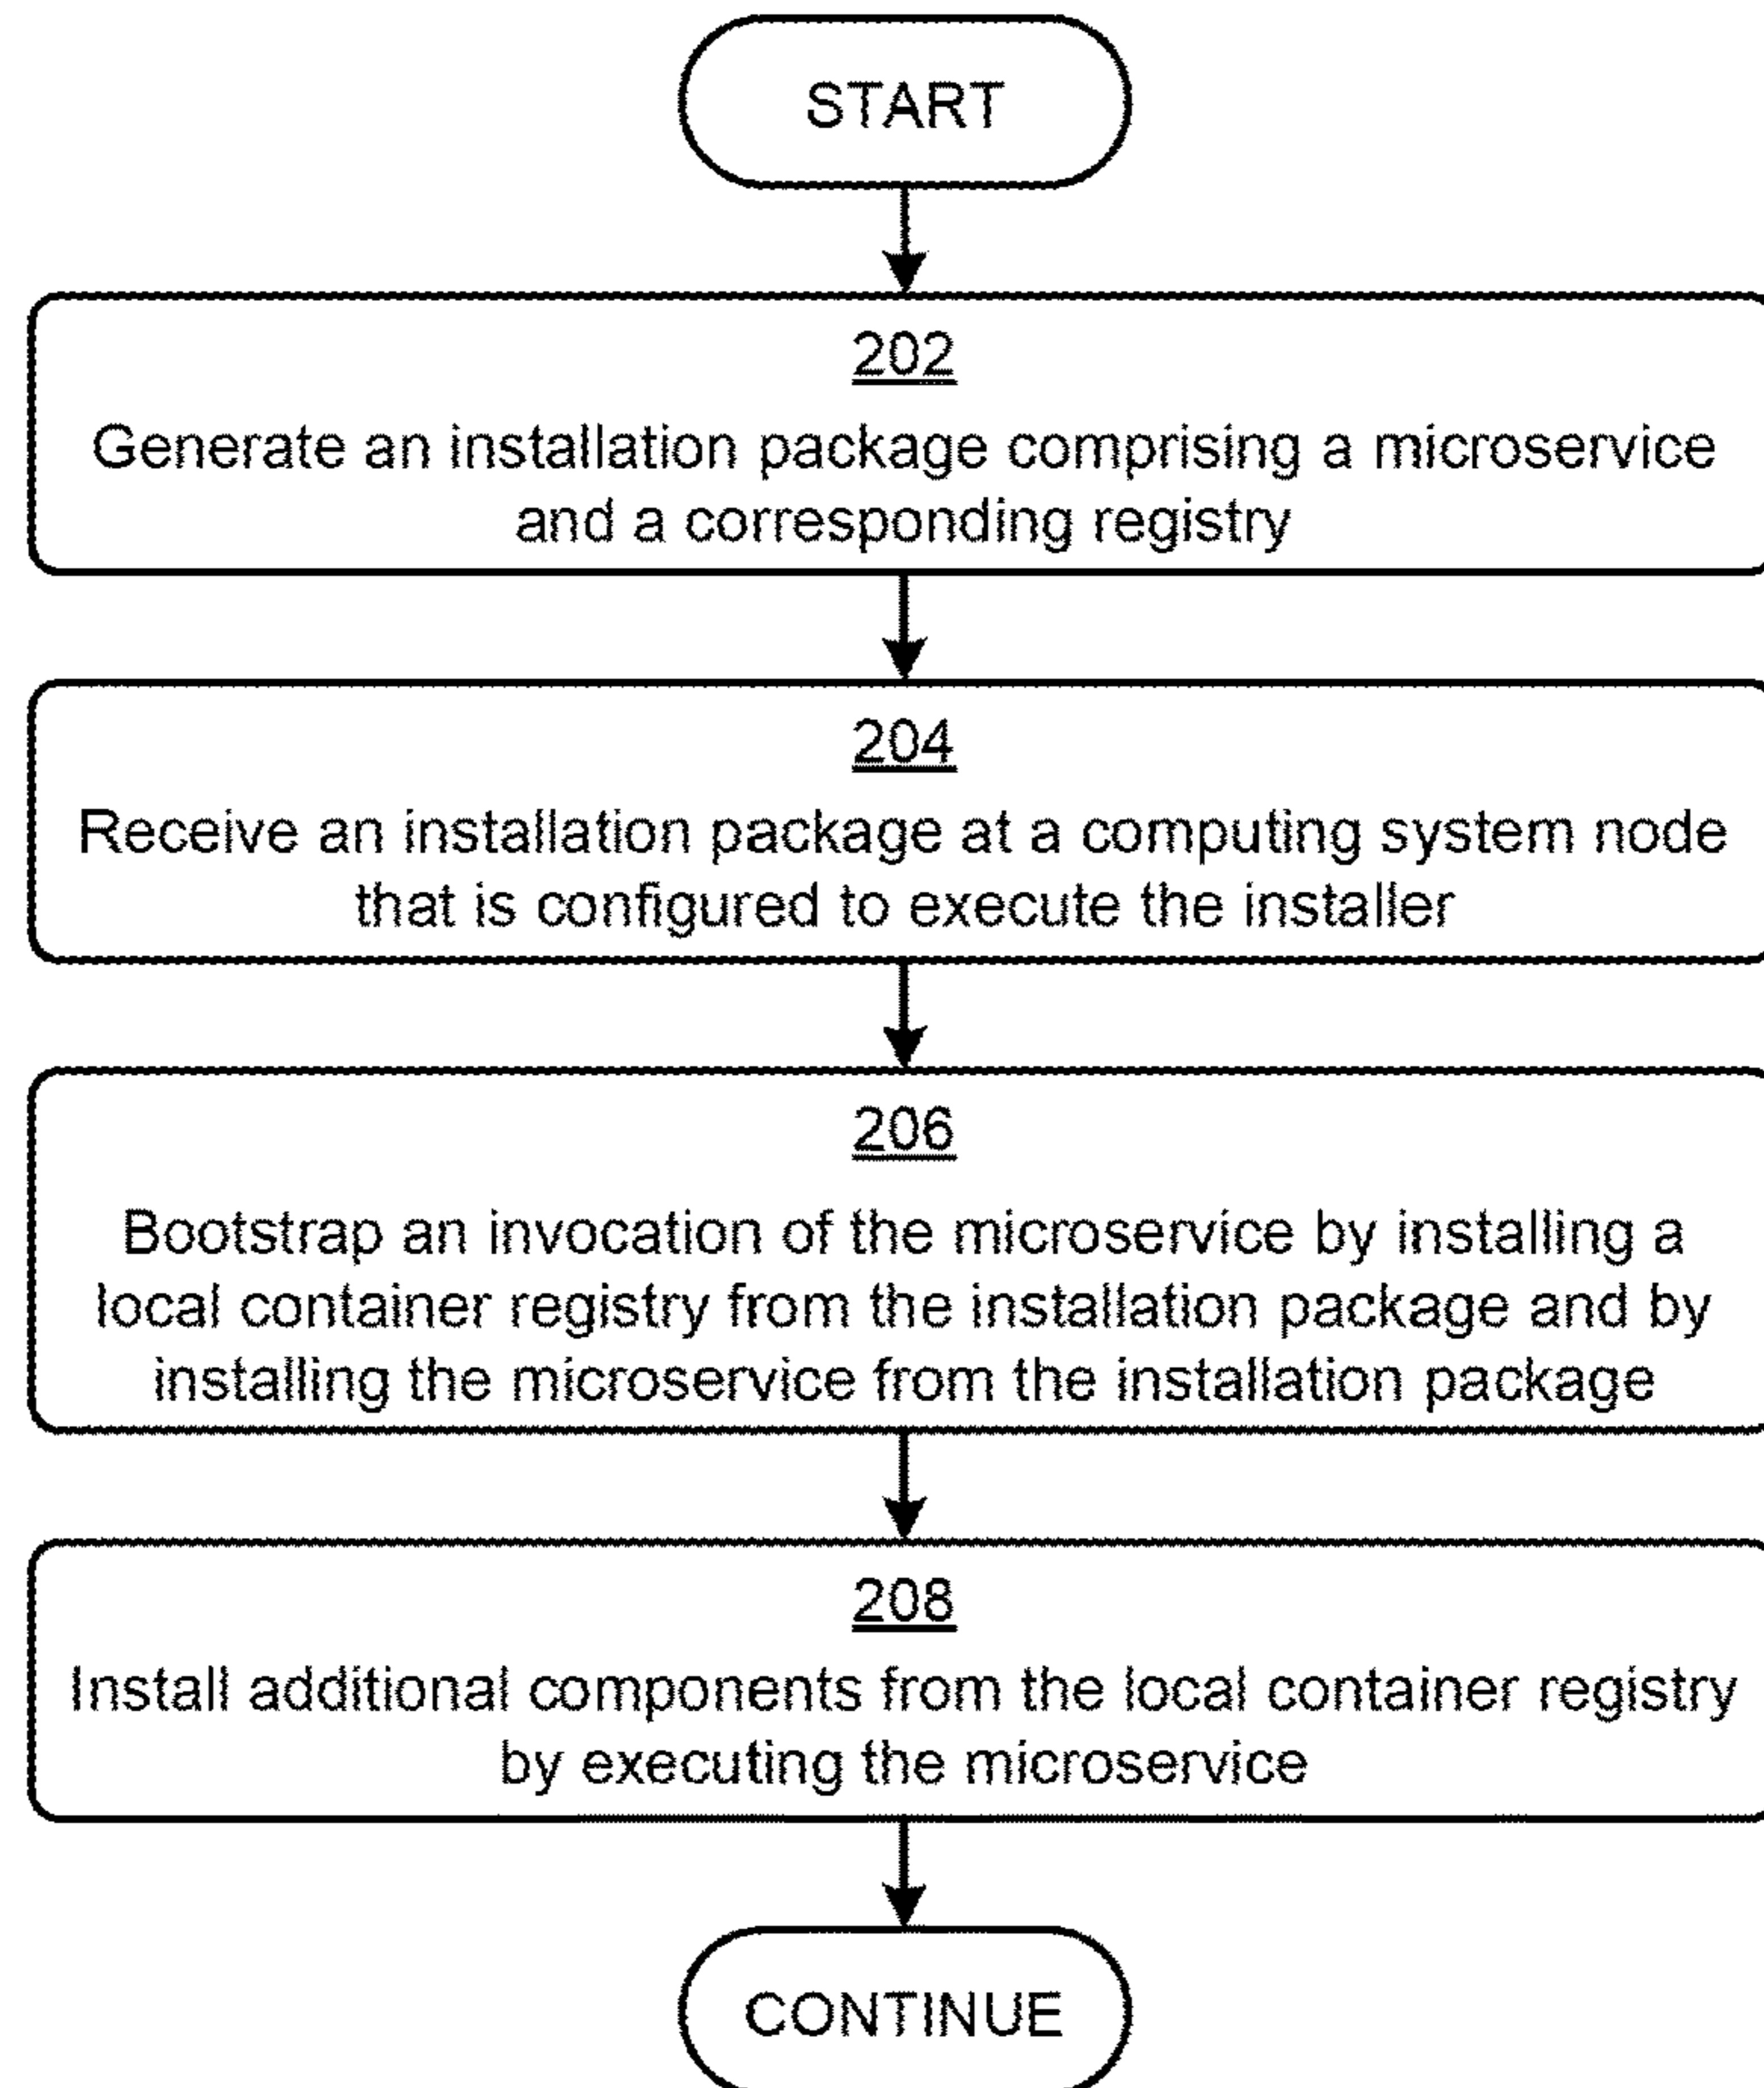 START
202
Generate an installation package comprising a microservice
and a corresponding registry
204
Receive an installation package at a computing system node
that is configured to execute the installer
206
Bootstrap an invocation of the microservice by installing a
local container registry from the installation package and by
installing the microservice from the installation package
208
Install additional components from the local container registry
by executing the microservice
CONTINUE